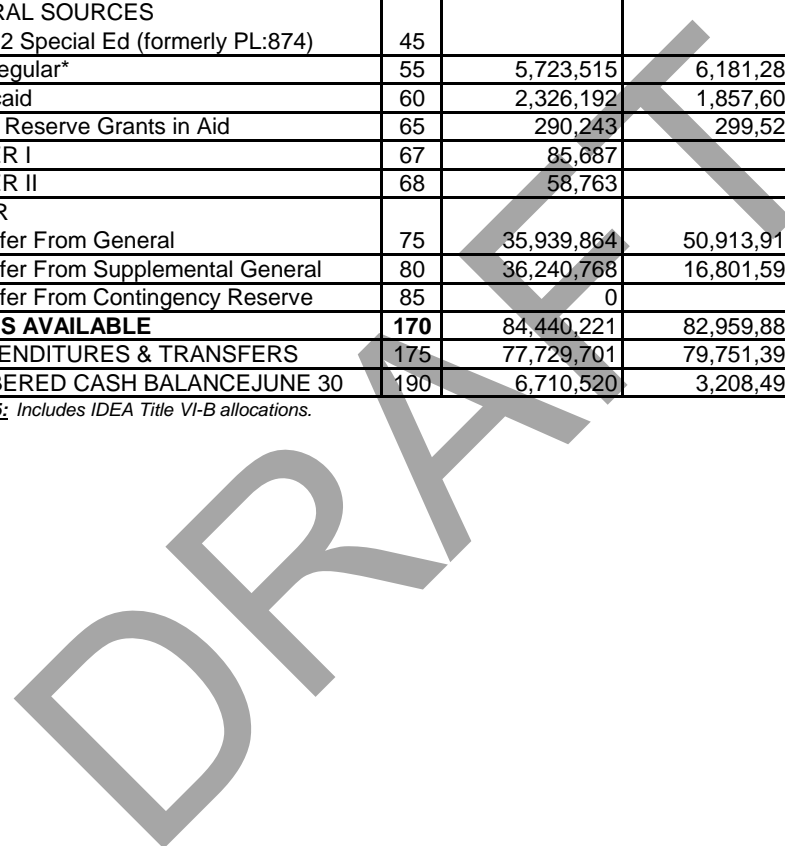 RAL SOURCES
2 Special Ed (formerly PL:874) 45
egular* 55 5,723,515 6,181,28
caid 60 2,326,192 1,857,60
Reserve Grants in Aid 65 290,243 299,52
ER I 67 85,687
ER II 68 58,763
R
fer From General 75 35,939,864 50,913,91
fer From Supplemental General 80 36,240,768 16,801,59
fer From Contingency Reserve 85 0
S AVAILABLE 170 84,440,221 82,959,88
ENDITURES & TRANSFERS 175 77,729,701 79,751,39
BERED CASH BALANCEJUNE 30 190 6,710,520 3,208,49
: Includes IDEA Title VI-B allocations.
DRAFT